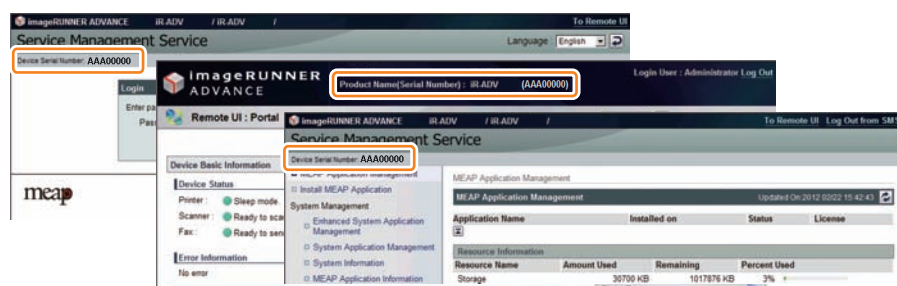 imageRUNNER ADVANCE iR-ADV / iR-ADV / To Remote UI
Service Management Service
Language English
Device Serial Number: AAA00000
Login
Enter pa
Pas
meap
imageRUNNER
ADVANCE
Product Name(Serial Number) : iR-ADV (AAA00000)
Login User : Administrator Log Out
Remote UI : Portal
Device Basic Information
Device Status
Printer : Sleep mode.
Scanner : Ready to sca
Fax : Ready to sen
Error Information
No error
imageRUNNER ADVANCE iR-ADV / iR-ADV / To Remote UI Log Out from SMS
Service Management Service
Device Serial Number: AAA00000
MEAP Application Management
Install MEAP Application
System Management
Enhanced System Application
Management
System Application Management
System Information
MEAP Application Information
MEAP Application Management
MEAP Application Management Updated On:2012 02/02 15:42:43
Application Name Installed on Status License
Resource Information
Resource Name Amount Used Remaining Percent Used
Storage 30700 KB 1017876 KB 3%